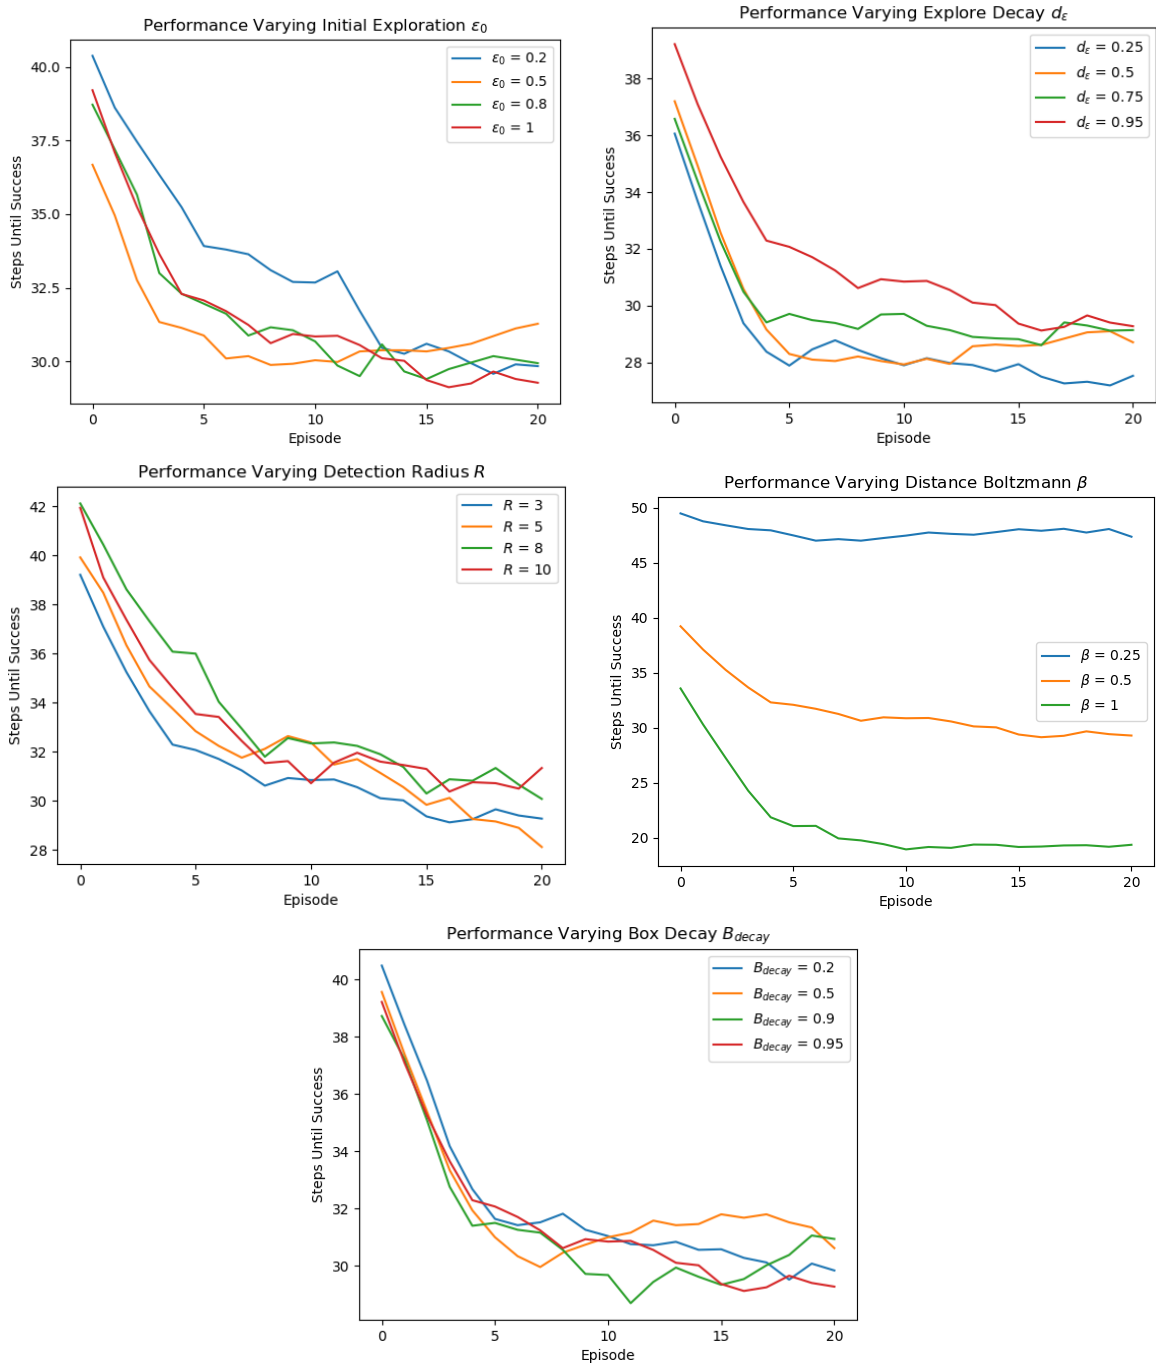 Performance Varying Initial Exploration ε₀
40.0
37.5
35.0
32.5
30.0
Steps Until Success
ε₀ = 0.2
ε₀ = 0.5
ε₀ = 0.8
ε₀ = 1
0 5 10 15 20
Episode
Performance Varying Explore Decay dε
38
36
34
32
30
28
Steps Until Success
dε = 0.25
dε = 0.5
dε = 0.75
dε = 0.95
0 5 10 15 20
Episode
Performance Varying Detection Radius R
42
40
38
36
34
32
30
28
Steps Until Success
R = 3
R = 5
R = 8
R = 10
0 5 10 15 20
Episode
Performance Varying Distance Boltzmann β
50
45
40
35
30
25
20
Steps Until Success
β = 0.25
β = 0.5
β = 1
0 5 10 15 20
Episode
Performance Varying Box Decay Bdecay
40
38
36
34
32
30
Steps Until Success
Bdecay = 0.2
Bdecay = 0.5
Bdecay = 0.9
Bdecay = 0.95
0 5 10 15 20
Episode